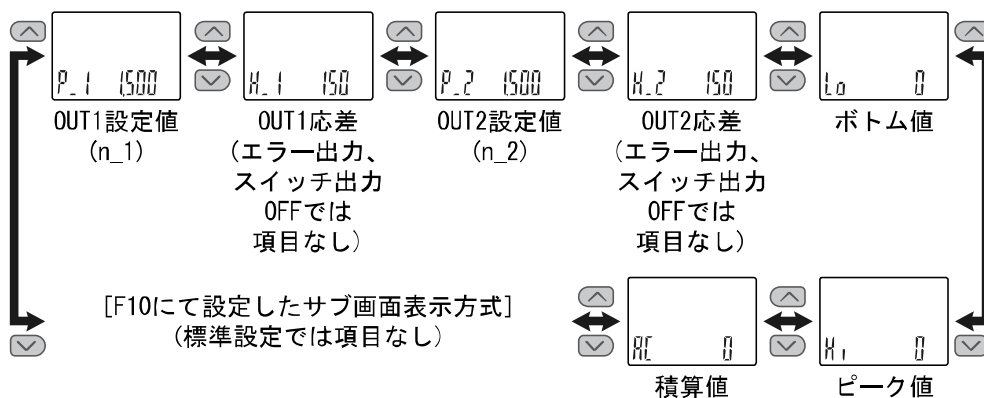 P_1 1,500
H_1 150
P_2 1,500
H_2 150
Lo 0
OUT1設定値
(n_1)
OUT1応差
(エラー出力、
スイッチ出力
OFFでは
項目なし)
OUT2設定値
(n_2)
OUT2応差
(エラー出力、
スイッチ出力
OFFでは
項目なし)
ボトム値
[F10にて設定したサブ画面表示方式]
(標準設定では項目なし)
AC 0
Hi 0
積算値
ピーク値